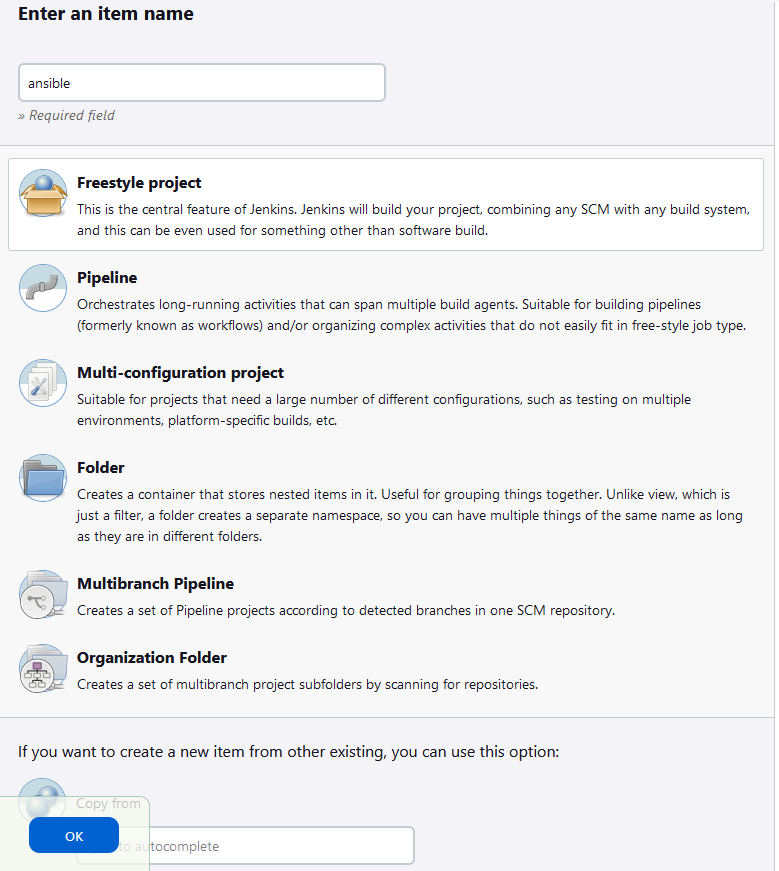 Enter an item name
ansible
» Required field
Freestyle project
This is the central feature of Jenkins. Jenkins will build your project, combining any SCM with any build system,
and this can be even used for something other than software build.
Pipeline
Orchestrates long-running activities that can span multiple build agents. Suitable for building pipelines
(formerly known as workflows) and/or organizing complex activities that do not easily fit in free-style job type.
Multi-configuration project
Suitable for projects that need a large number of different configurations, such as testing on multiple
environments, platform-specific builds, etc.
Folder
Creates a container that stores nested items in it. Useful for grouping things together. Unlike view, which is
just a filter, a folder creates a separate namespace, so you can have multiple things of the same name as long
as they are in different folders.
Multibranch Pipeline
Creates a set of Pipeline projects according to detected branches in one SCM repository.
Organization Folder
Creates a set of multibranch project subfolders by scanning for repositories.
If you want to create a new item from other existing, you can use this option:
Copy from
to autocomplete
OK